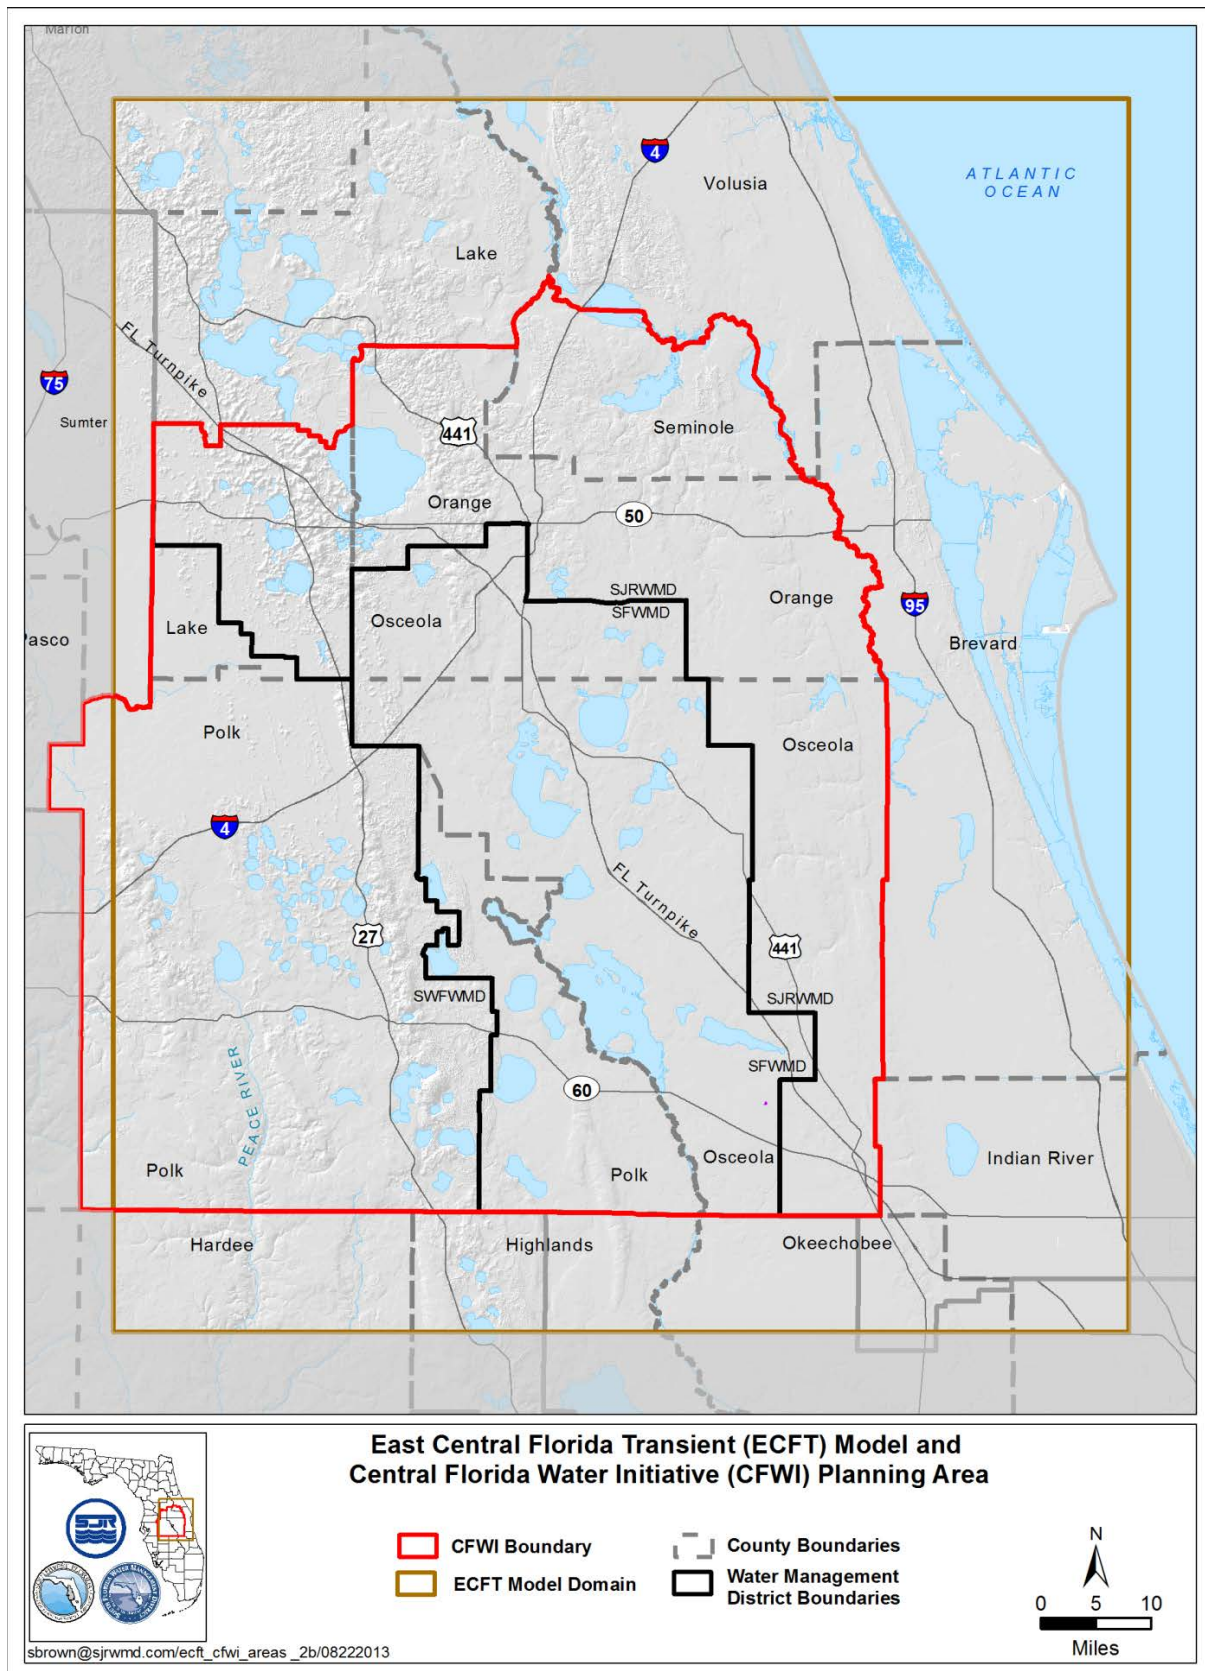 Marion
4
Volusia
ATLANTIC
OCEAN
Lake
FL Turnpike
75
Sumter
441
Seminole
Orange
50
SJRWMD
SFWMD
Orange
95
Lake
Osceola
asco
Brevard
Polk
Osceola
4
FL Turnpike
27
441
SWFWMD
SJRWMD
SFWMD
PEACE RIVER
60
Polk
Polk
Osceola
Indian River
Hardee
Highlands
Okeechobee
East Central Florida Transient (ECFT) Model and
Central Florida Water Initiative (CFWI) Planning Area
SJR
CFWI Boundary
ECFT Model Domain
County Boundaries
Water Management
District Boundaries
N
0 5 10
Miles
sbrown@sjrwmd.com/ecft_cfwi_areas _2b/08222013